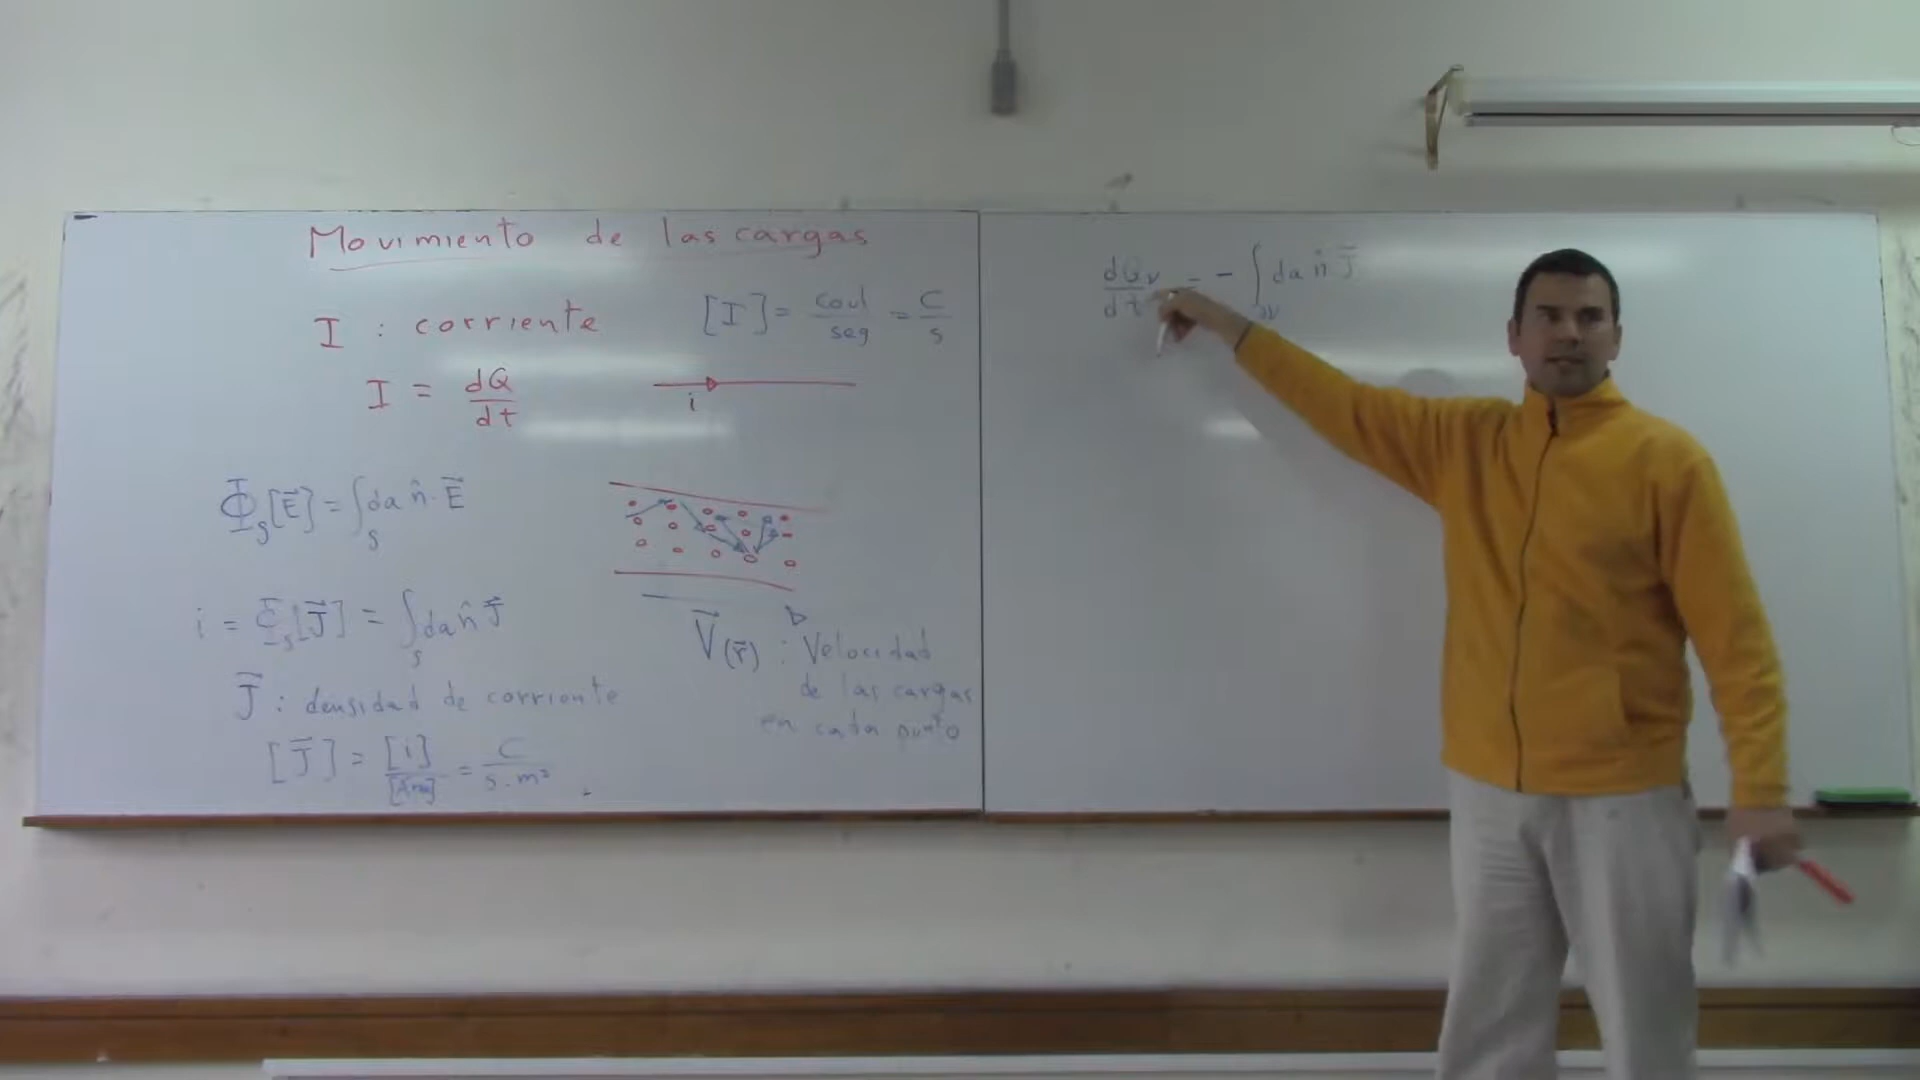 Movimiento de las cargas
I : corriente
[I] = coul/seg = C/s
I = dQ/dt
i
Φ_S[E⃗] = ∫_S da n̂ · E⃗
i = Φ_S[J⃗] = ∫_S da n̂ J⃗
J⃗ : densidad de corriente
[J⃗] = [i]/[Area] = C/s.m²
V⃗(r⃗) : Velocidad
de las cargas
en cada punto
dQ_V/dt = - ∫_∂V da n̂ J⃗